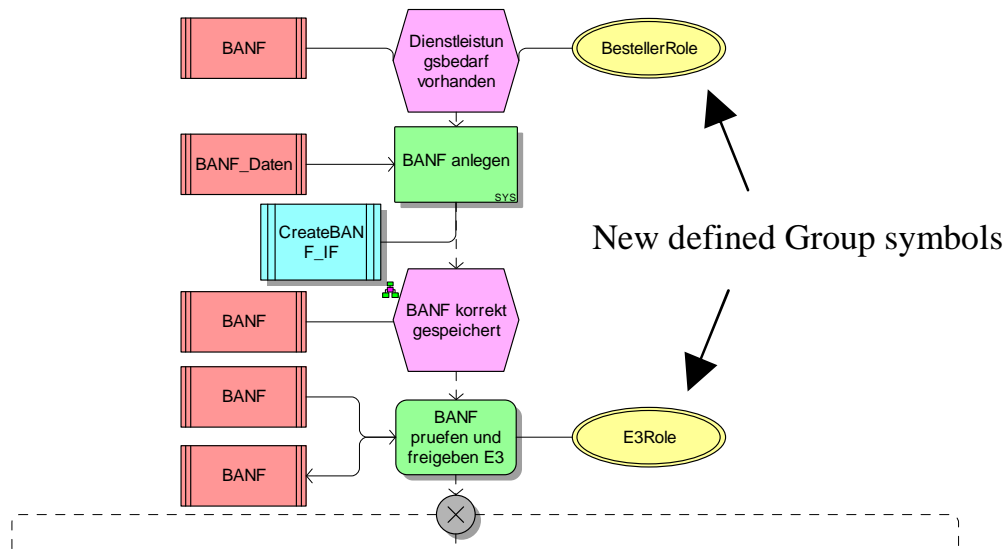 BANF
Dienstleistun
gsbedarf
vorhanden
BestellerRole
BANF_Daten
BANF anlegen
SYS
New defined Group symbols
CreateBAN
F_IF
BANF
BANF korrekt
gespeichert
BANF
BANF
pruefen und
freigeben E3
E3Role
BANF